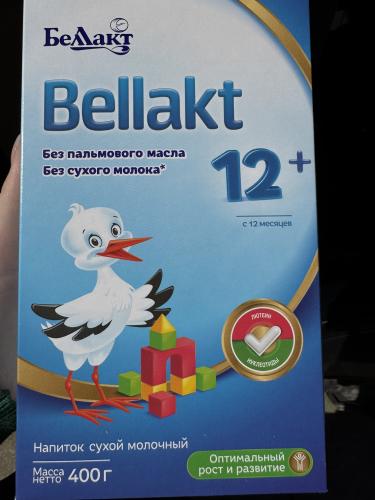 Беллакт
Bellakt
Без пальмового масла
Без сухого молока*
12+
с 12 месяцев
ЛЮТЕИН
НУКЛЕОТИДЫ
Напиток сухой молочный
Масса
нетто 400 г
Оптимальный
рост и развитие